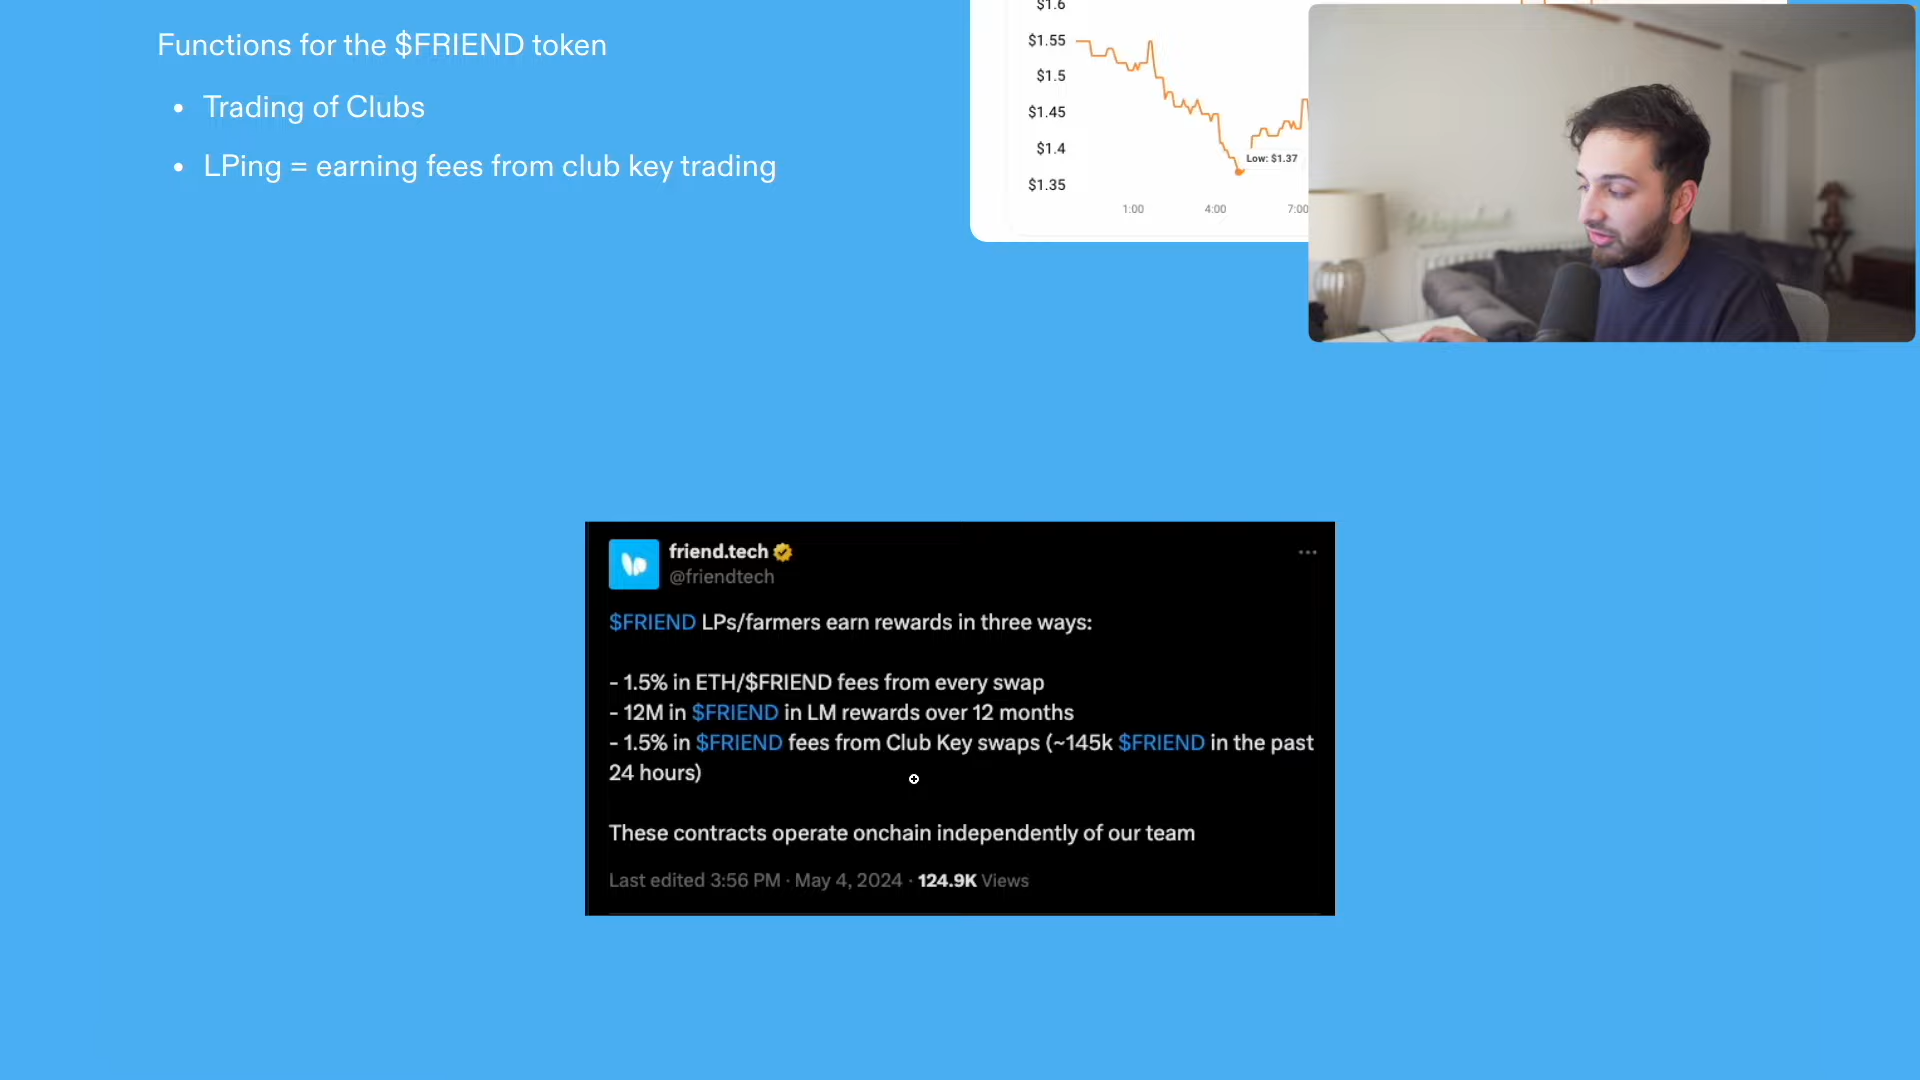 Functions for the $FRIEND token
• Trading of Clubs
• LPing = earning fees from club key trading
$1.6
$1.55
$1.5
$1.45
$1.4
$1.35
Low: $1.37
1:00 4:00 7:00
friend.tech
@friendtech
$FRIEND LPs/farmers earn rewards in three ways:
- 1.5% in ETH/$FRIEND fees from every swap
- 12M in $FRIEND in LM rewards over 12 months
- 1.5% in $FRIEND fees from Club Key swaps (~145k $FRIEND in the past
24 hours)
These contracts operate onchain independently of our team
Last edited 3:56 PM · May 4, 2024 · 124.9K Views